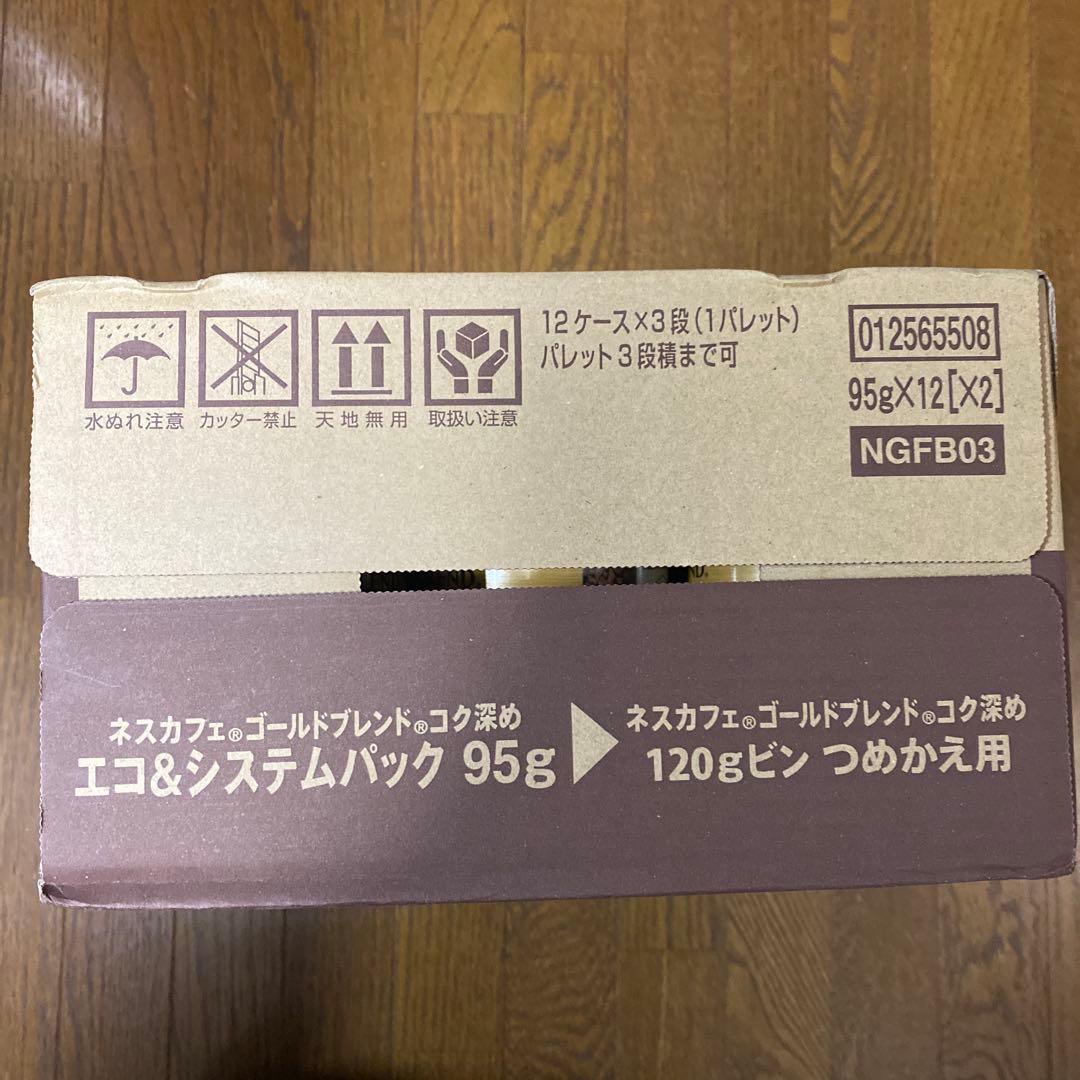 水ぬれ注意
カッター禁止
天地無用
取扱い注意
12ケース×3段(1パレット)
パレット3段積まで可
012565508
95g×12[×2]
NGFB03
ネスカフェ®ゴールドブレンド®コク深め
エコ&システムパック 95g
ネスカフェ®ゴールドブレンド®コク深め
120gビン つめかえ用